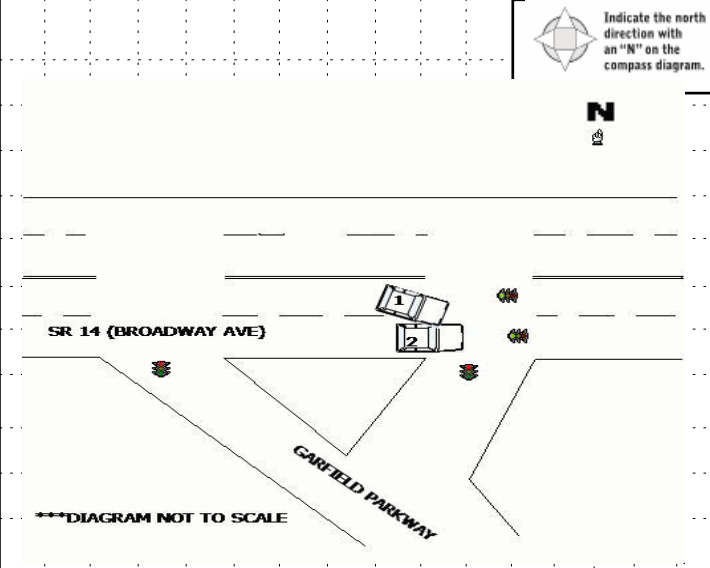 Indicate the north
direction with
an “N” on the
compass diagram.
N
1
2
SR 14 (BROADWAY AVE)
GARFIELD PARKWAY
***DIAGRAM NOT TO SCALE